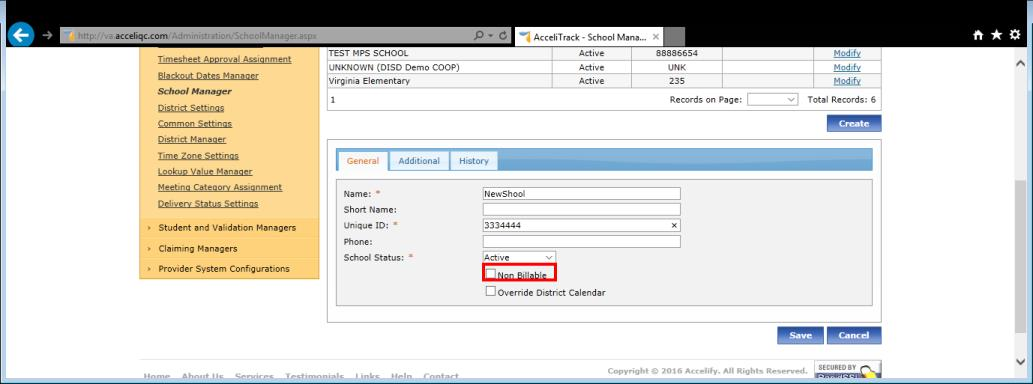 http://va.acceliqc.com/Administration/SchoolManager.aspx
AcceliTrack - School Mana...
Timesheet Approval Assignment
Blackout Dates Manager
School Manager
District Settings
Common Settings
District Manager
Time Zone Settings
Lookup Value Manager
Meeting Category Assignment
Delivery Status Settings
Student and Validation Managers
Claiming Managers
Provider System Configurations
TEST MPS SCHOOL Active 88886654 Modify
UNKNOWN (DISD Demo COOP) Active UNK Modify
Virginia Elementary Active 235 Modify
1 Records on Page: Total Records: 6
Create
General Additional History
Name: * NewShool
Short Name:
Unique ID: * 3334444
Phone:
School Status: * Active
Non Billable
Override District Calendar
Save Cancel
Home About Us Services Testimonials Links Help Contact
Copyright © 2016 Accelify. All Rights Reserved.
SECURED BY
RapidSSL